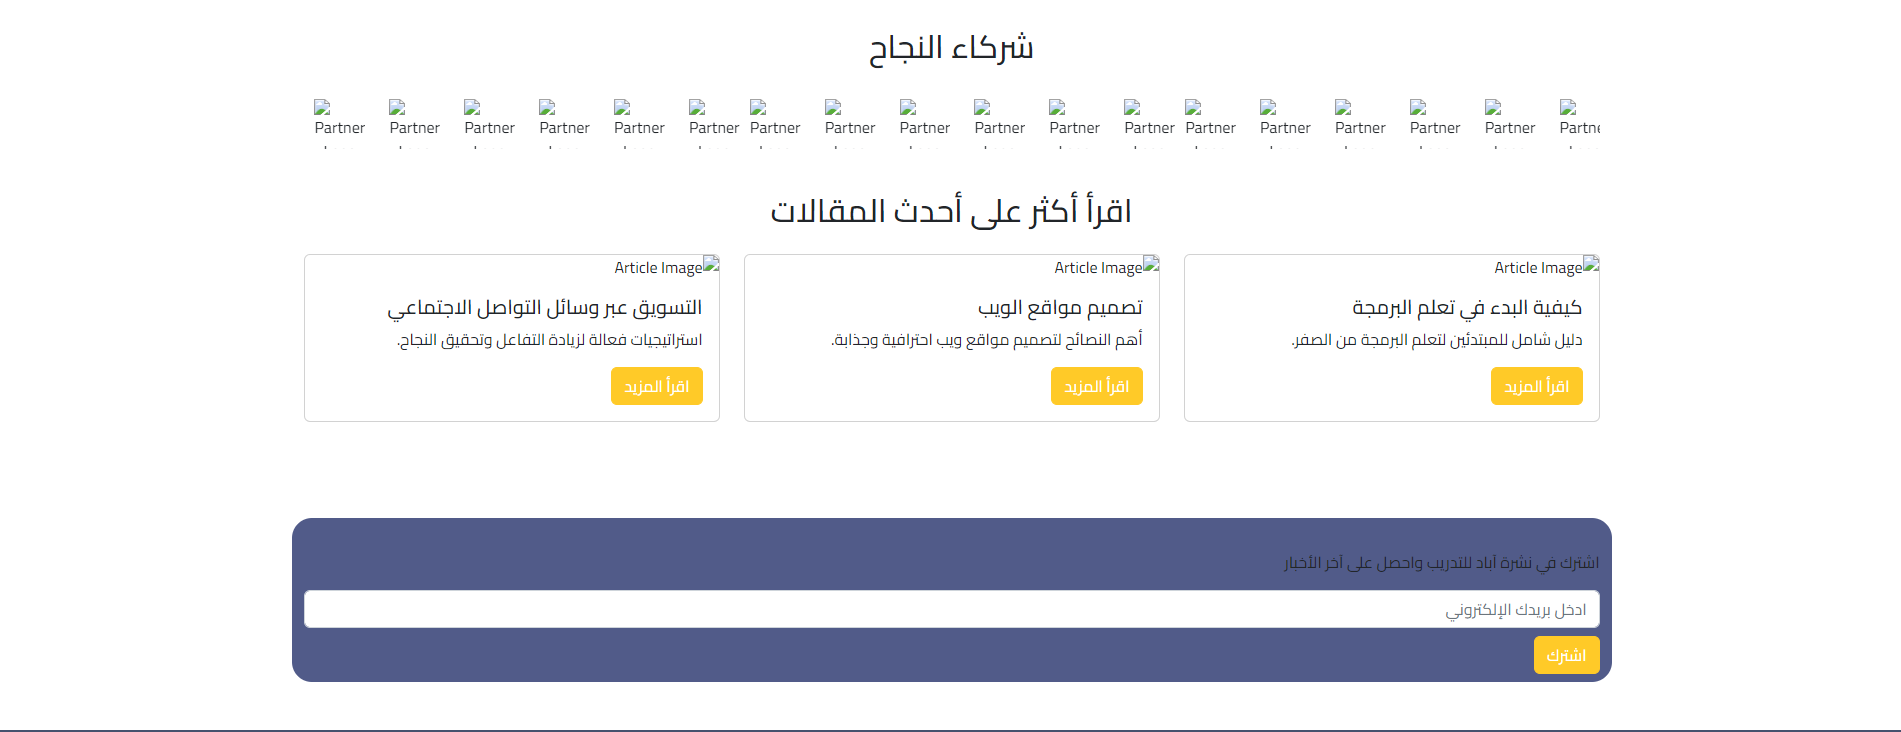 شركاء النجاح
Partner Partner Partner Partner Partner Partner Partner Partner Partner Partner Partner Partner Partner Partner Partner Partner Partner Partne
اقرأ أكثر على أحدث المقالات
Article Image
كيفية البدء في تعلم البرمجة
دليل شامل للمبتدئين لتعلم البرمجة من الصفر.
اقرأ المزيد
Article Image
تصميم مواقع الويب
أهم النصائح لتصميم مواقع ويب احترافية وجذابة.
اقرأ المزيد
Article Image
التسويق عبر وسائل التواصل الاجتماعي
استراتيجيات فعالة لزيادة التفاعل وتحقيق النجاح.
اقرأ المزيد
اشترك في نشرة آباد للتدريب واحصل على آخر الأخبار
ادخل بريدك الإلكتروني
اشترك